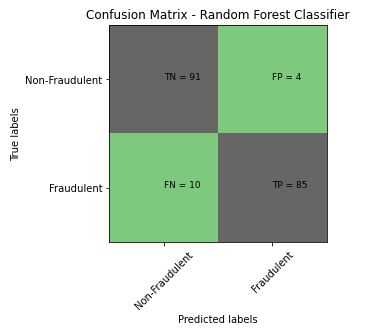 Confusion Matrix - Random Forest Classifier
True labels
Non-Fraudulent
TN = 91
FP = 4
Fraudulent
FN = 10
TP = 85
Non-Fraudulent
Fraudulent
Predicted labels